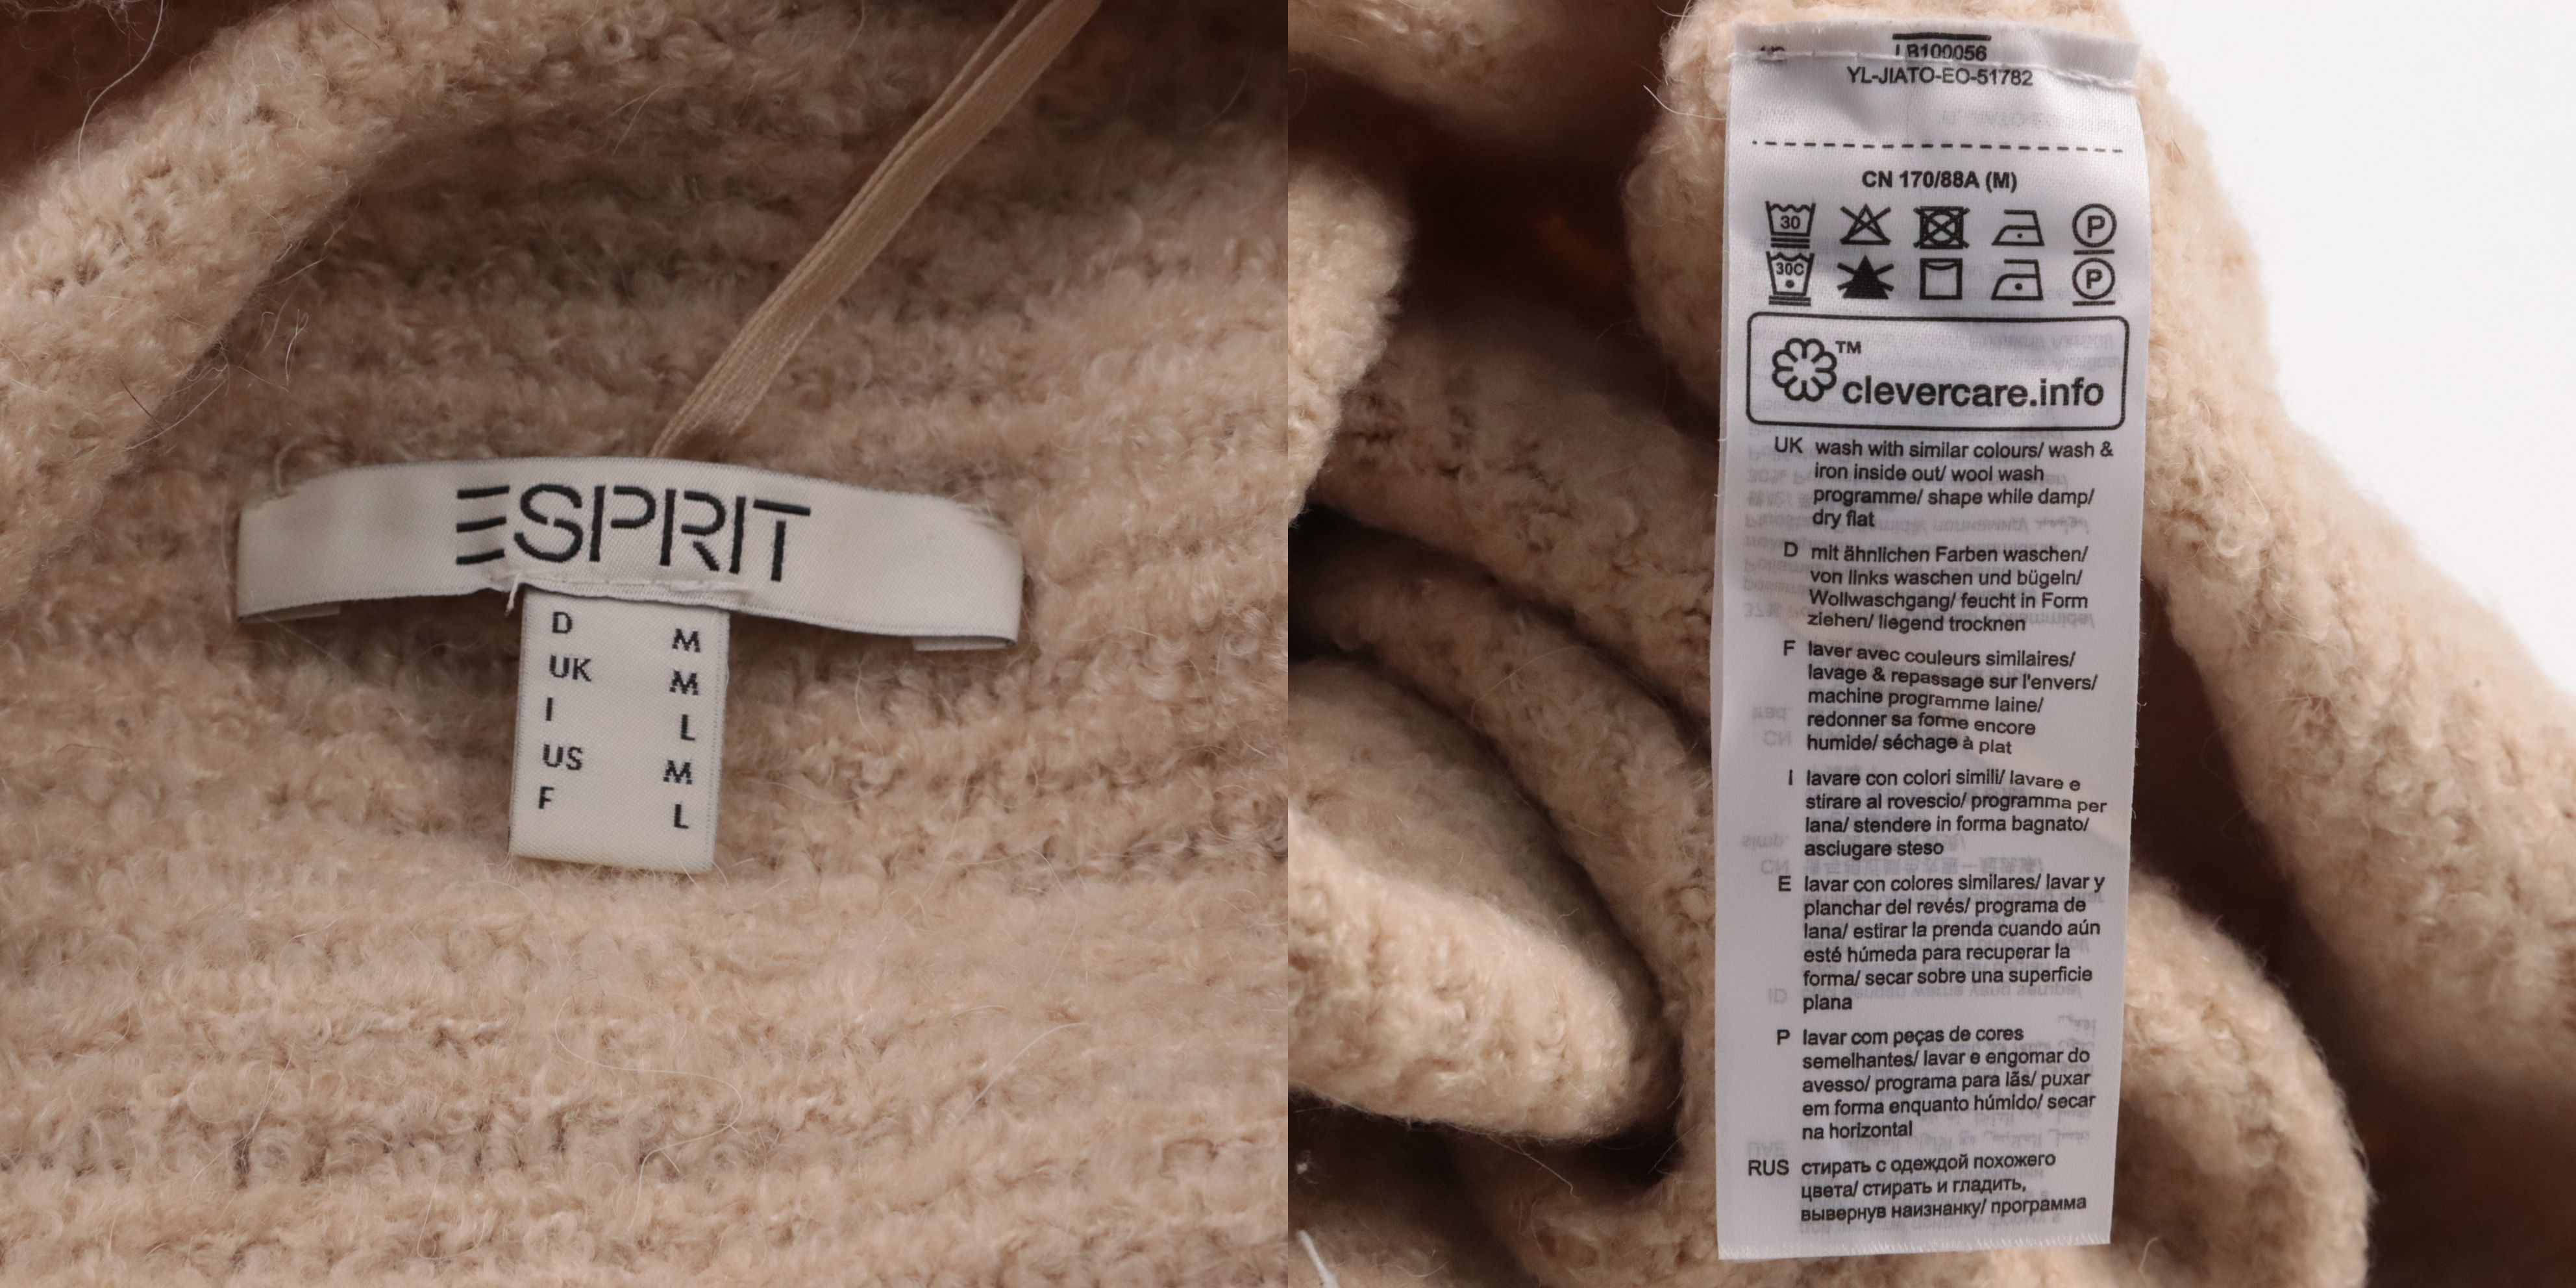 ESPRIT
D M
UK M
I L
US M
F L
LB100056
YL-JIATO-EO-51782
CN 170/88A (M)
30 P
30C P
TM
clevercare.info
UK wash with similar colours/ wash &
iron inside out/ wool wash
programme/ shape while damp/
dry flat
D mit ähnlichen Farben waschen/
von links waschen und bügeln/
Wollwaschgang/ feucht in Form
ziehen/ liegend trocknen
F laver avec couleurs similaires/
lavage & repassage sur l'envers/
machine programme laine/
redonner sa forme encore
humide/ séchage à plat
I lavare con colori simili/ lavare e
stirare al rovescio/ programma per
lana/ stendere in forma bagnato/
asciugare steso
E lavar con colores similares/ lavar y
planchar del revés/ programa de
lana/ estirar la prenda cuando aún
esté húmeda para recuperar la
forma/ secar sobre una superficie
plana
P lavar com peças de cores
semelhantes/ lavar e engomar do
avesso/ programa para lãs/ puxar
em forma enquanto húmido/ secar
na horizontal
RUS стирать с одеждой похожего
цвета/ стирать и гладить,
вывернув наизнанку/ программа